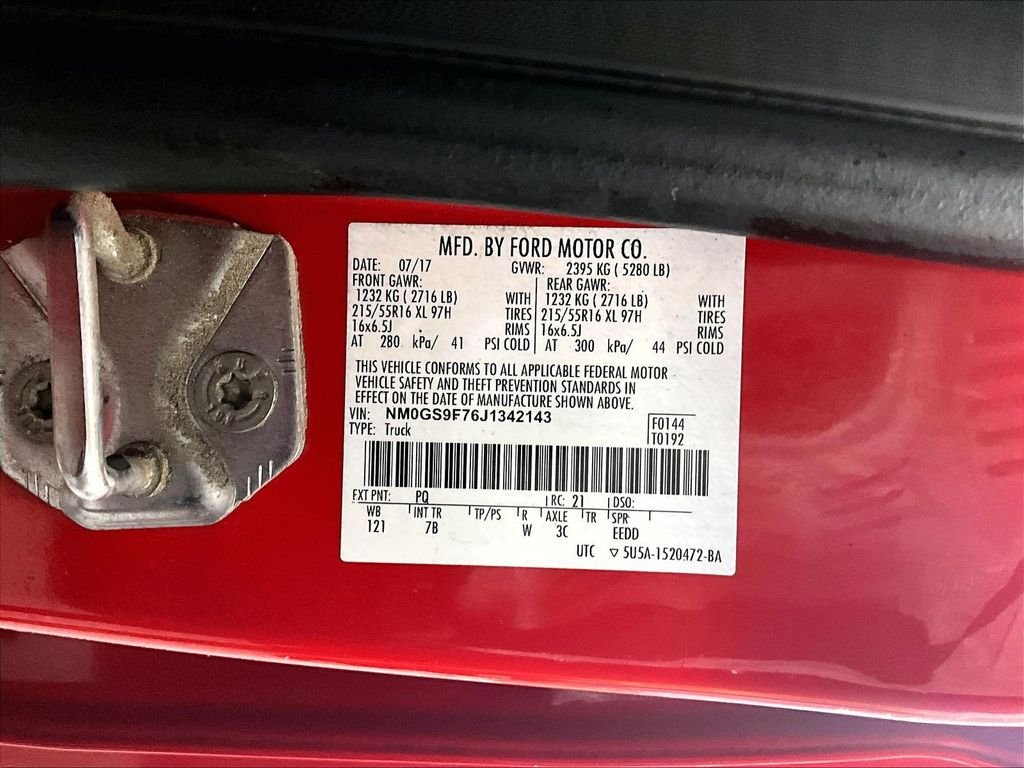 MFD. BY FORD MOTOR CO.
DATE: 07/17 GVWR: 2395 KG ( 5280 LB)
FRONT GAWR: REAR GAWR:
1232 KG ( 2716 LB) WITH 1232 KG ( 2716 LB) WITH
215/55R16 XL 97H TIRES 215/55R16 XL 97H TIRES
16x6.5J RIMS 16x6.5J RIMS
AT 280 kPa/ 41 PSI COLD AT 300 kPa/ 44 PSI COLD
THIS VEHICLE CONFORMS TO ALL APPLICABLE FEDERAL MOTOR
VEHICLE SAFETY AND THEFT PREVENTION STANDARDS IN
EFFECT ON THE DATE OF MANUFACTURE SHOWN ABOVE.
VIN: NM0GS9F76J1342143 F0144
TYPE: Truck T0192
EXT PNT: PQ RC: 21 DSO:
WB INT TR TP/PS R AXLE TR SPR
121 7B W 3C EEDD
UTC ▽ 5U5A-1520472-BA